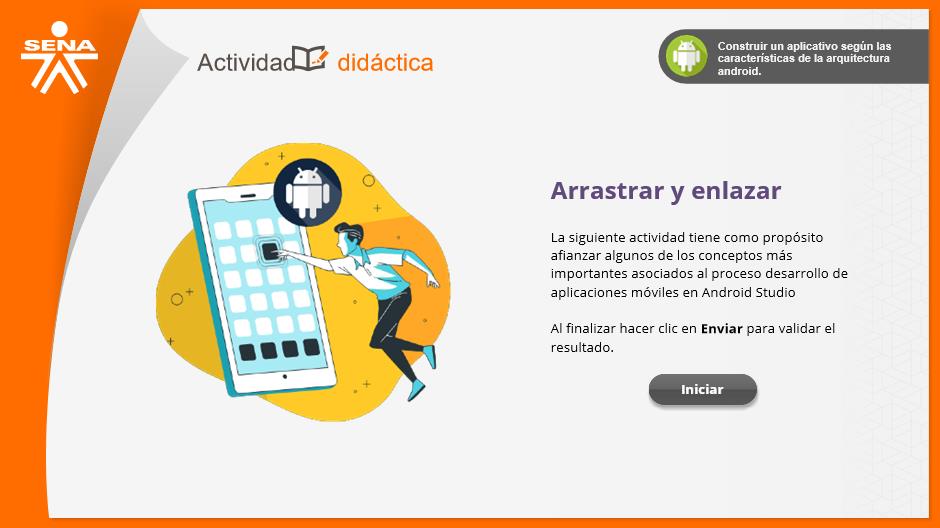 SENA
Actividad didáctica
Construir un aplicativo según las
características de la arquitectura
android.
Arrastrar y enlazar
La siguiente actividad tiene como propósito
afianzar algunos de los conceptos más
importantes asociados al proceso desarrollo de
aplicaciones móviles en Android Studio
Al finalizar hacer clic en Enviar para validar el
resultado.
Iniciar